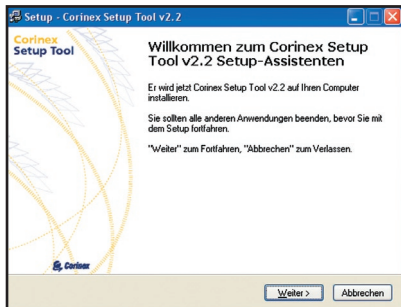 Setup - Corinex Setup Tool v2.2
Corinex
Setup Tool
Willkommen zum Corinex Setup
Tool v2.2 Setup-Assistenten
Er wird jetzt Corinex Setup Tool v2.2 auf Ihren Computer
installieren.
Sie sollten alle anderen Anwendungen beenden, bevor Sie mit
dem Setup fortfahren.
"Weiter" zum Fortfahren, "Abbrechen" zum Verlassen.
Corinex
Weiter >
Abbrechen